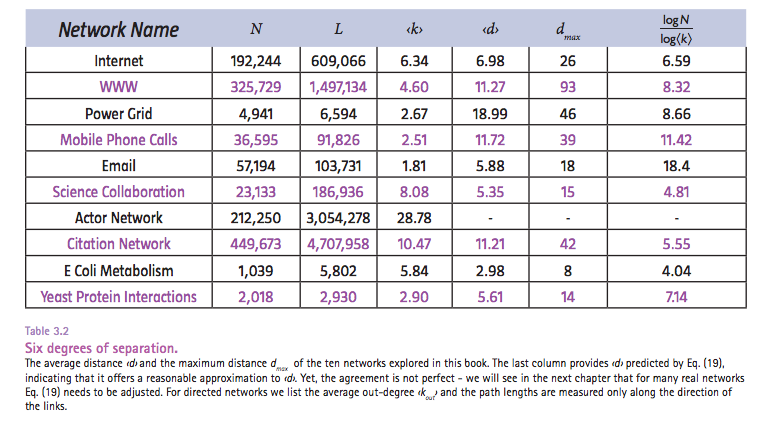 Network Name N L ‹k› ‹d› d_max log N / log⟨k⟩
Internet 192,244 609,066 6.34 6.98 26 6.59
WWW 325,729 1,497,134 4.60 11.27 93 8.32
Power Grid 4,941 6,594 2.67 18.99 46 8.66
Mobile Phone Calls 36,595 91,826 2.51 11.72 39 11.42
Email 57,194 103,731 1.81 5.88 18 18.4
Science Collaboration 23,133 186,936 8.08 5.35 15 4.81
Actor Network 212,250 3,054,278 28.78 - - -
Citation Network 449,673 4,707,958 10.47 11.21 42 5.55
E Coli Metabolism 1,039 5,802 5.84 2.98 8 4.04
Yeast Protein Interactions 2,018 2,930 2.90 5.61 14 7.14
Table 3.2
Six degrees of separation.
The average distance ‹d› and the maximum distance d_max of the ten networks explored in this book. The last column provides ‹d› predicted by Eq. (19),
indicating that it offers a reasonable approximation to ‹d›. Yet, the agreement is not perfect - we will see in the next chapter that for many real networks
Eq. (19) needs to be adjusted. For directed networks we list the average out-degree ‹k_out› and the path lengths are measured only along the direction of
the links.